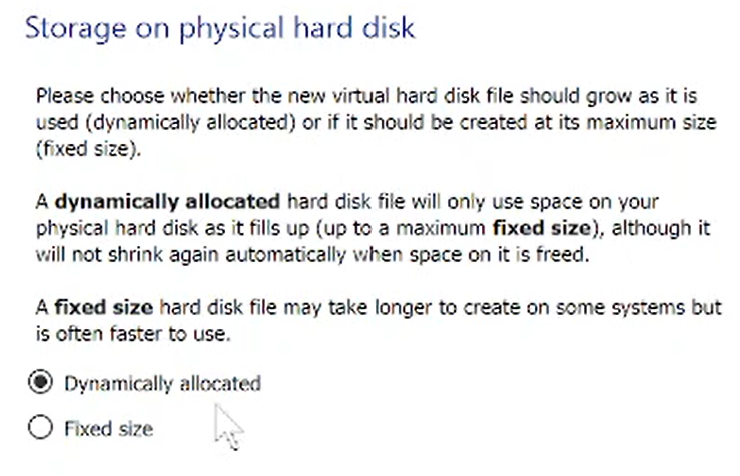 Storage on physical hard disk
Please choose whether the new virtual hard disk file should grow as it is
used (dynamically allocated) or if it should be created at its maximum size
(fixed size).
A dynamically allocated hard disk file will only use space on your
physical hard disk as it fills up (up to a maximum fixed size), although it
will not shrink again automatically when space on it is freed.
A fixed size hard disk file may take longer to create on some systems but
is often faster to use.
Dynamically allocated
Fixed size